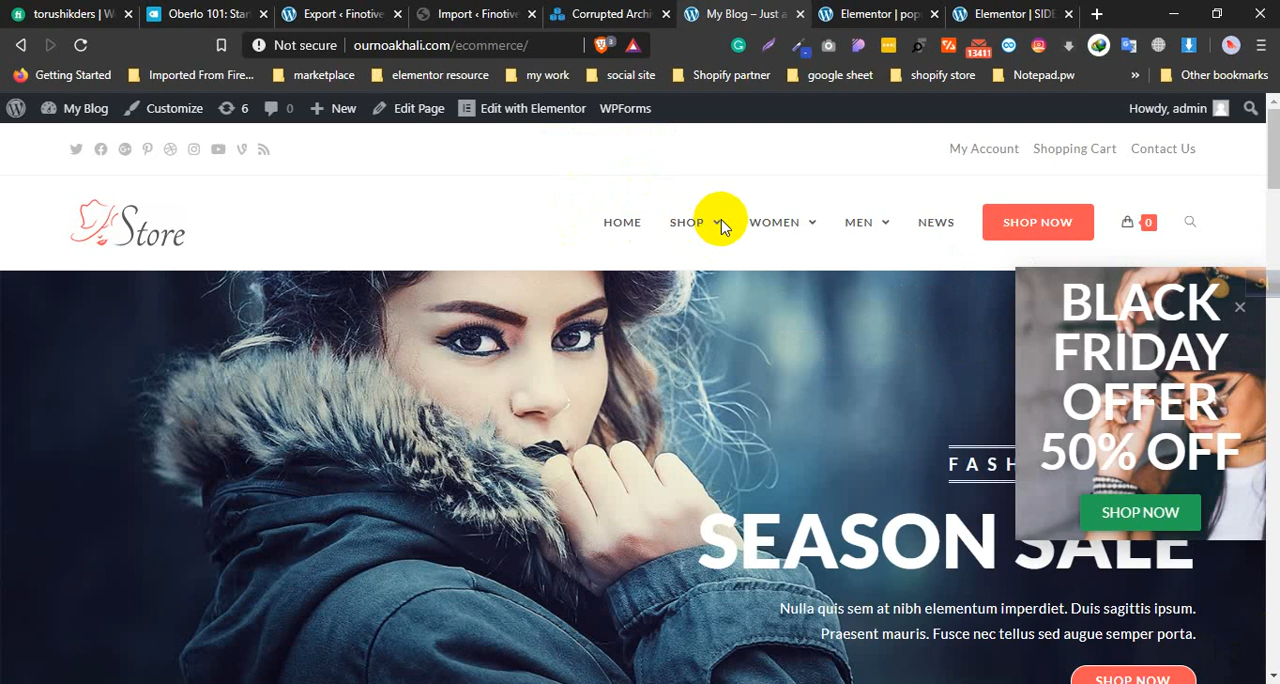 torushikders | W
Oberlo 101: Star
Export ‹ Finotive
Import ‹ Finotive
Corrupted Archi
My Blog – Just a
Elementor | pop
Elementor | SIDE
Not secure
ournoakhali.com/ecommerce/
3
13411
Getting Started
Imported From Fire...
marketplace
elementor resource
my work
social site
Shopify partner
google sheet
shopify store
Notepad.pw
»
Other bookmarks
My Blog
Customize
6
0
New
Edit Page
Edit with Elementor
WPForms
Howdy, admin
My Account
Shopping Cart
Contact Us
Store
HOME
SHOP
WOMEN
MEN
NEWS
SHOP NOW
0
BLACK
FRIDAY
OFFER
50% OFF
SHOP NOW
FASH
SEASON SALE
Nulla quis sem at nibh elementum imperdiet. Duis sagittis ipsum.
Praesent mauris. Fusce nec tellus sed augue semper porta.
SHOP NOW